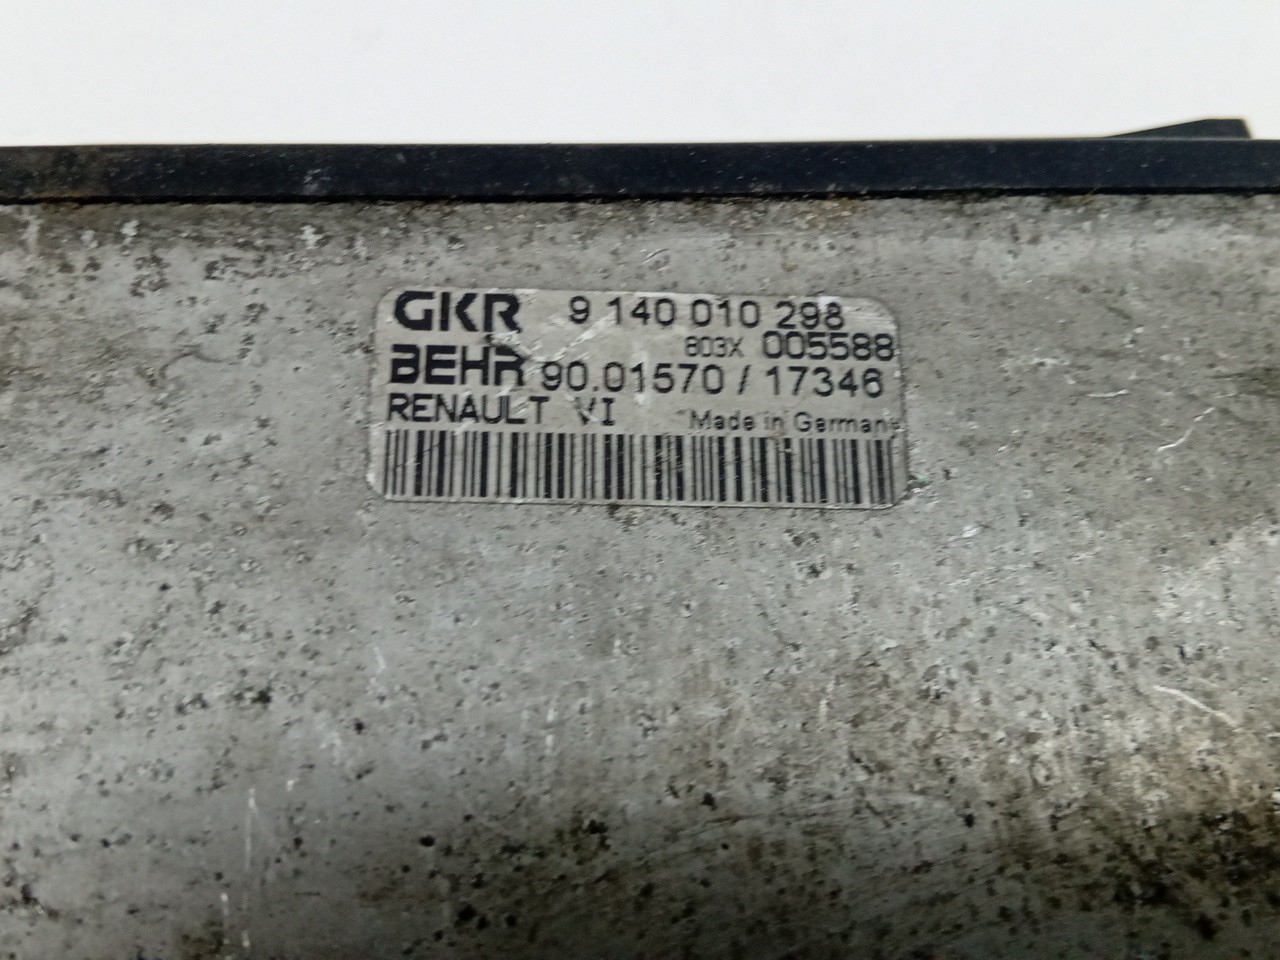 GKR 9 140 010 298
803X 005588
BEHR 90.01570 / 17346
RENAULT VI "Made in Germany